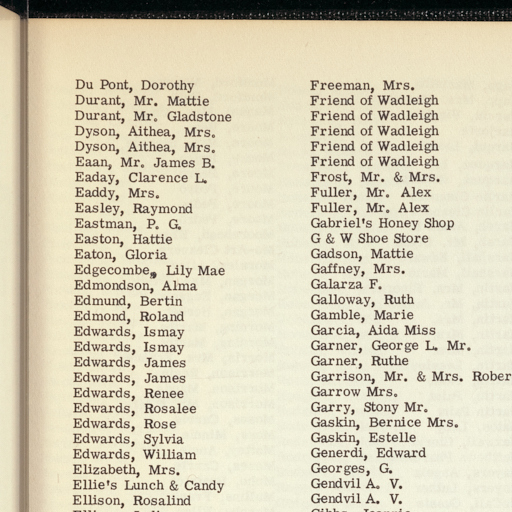 Du Pont, Dorothy
Durant, Mr. Mattie
Durant, Mr. Gladstone
Dyson, Aithea, Mrs.
Dyson, Aithea, Mrs.
Eaan, Mr. James B.
Eaday, Clarence L.
Eaddy, Mrs.
Easley, Raymond
Eastman, P. G.
Easton, Hattie
Eaton, Gloria
Edgecombe, Lily Mae
Edmondson, Alma
Edmund, Bertin
Edmond, Roland
Edwards, Ismay
Edwards, Ismay
Edwards, James
Edwards, James
Edwards, Renee
Edwards, Rosalee
Edwards, Rose
Edwards, Sylvia
Edwards, William
Elizabeth, Mrs.
Ellie's Lunch & Candy
Ellison, Rosalind
Freeman, Mrs.
Friend of Wadleigh
Friend of Wadleigh
Friend of Wadleigh
Friend of Wadleigh
Friend of Wadleigh
Frost, Mr. & Mrs.
Fuller, Mr. Alex
Fuller, Mr. Alex
Gabriel's Honey Shop
G & W Shoe Store
Gadson, Mattie
Gaffney, Mrs.
Galarza F.
Galloway, Ruth
Gamble, Marie
Garcia, Aida Miss
Garner, George L. Mr.
Garner, Ruthe
Garrison, Mr. & Mrs. Rober
Garrow Mrs.
Garry, Stony Mr.
Gaskin, Bernice Mrs.
Gaskin, Estelle
Generdi, Edward
Georges, G.
Gendvil A. V.
Gendvil A. V.